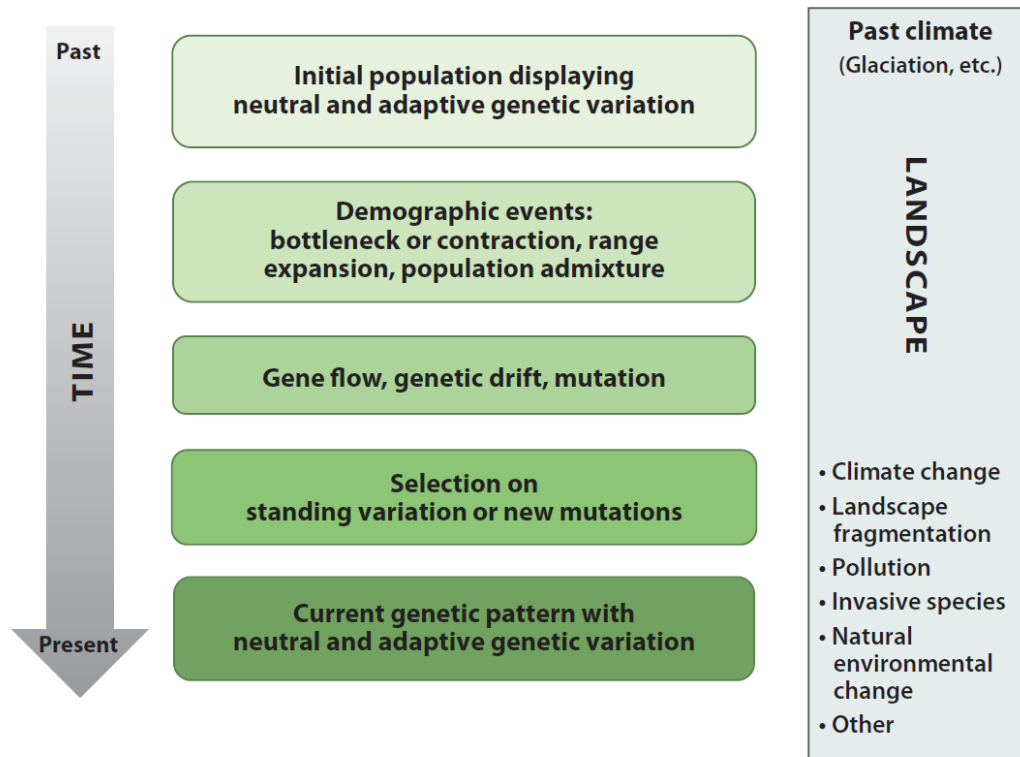 Past
TIME
Present
Initial population displaying
neutral and adaptive genetic variation
Demographic events:
bottleneck or contraction, range
expansion, population admixture
Gene flow, genetic drift, mutation
Selection on
standing variation or new mutations
Current genetic pattern with
neutral and adaptive genetic variation
Past climate
(Glaciation, etc.)
LANDSCAPE
• Climate change
• Landscape
fragmentation
• Pollution
• Invasive species
• Natural
environmental
change
• Other